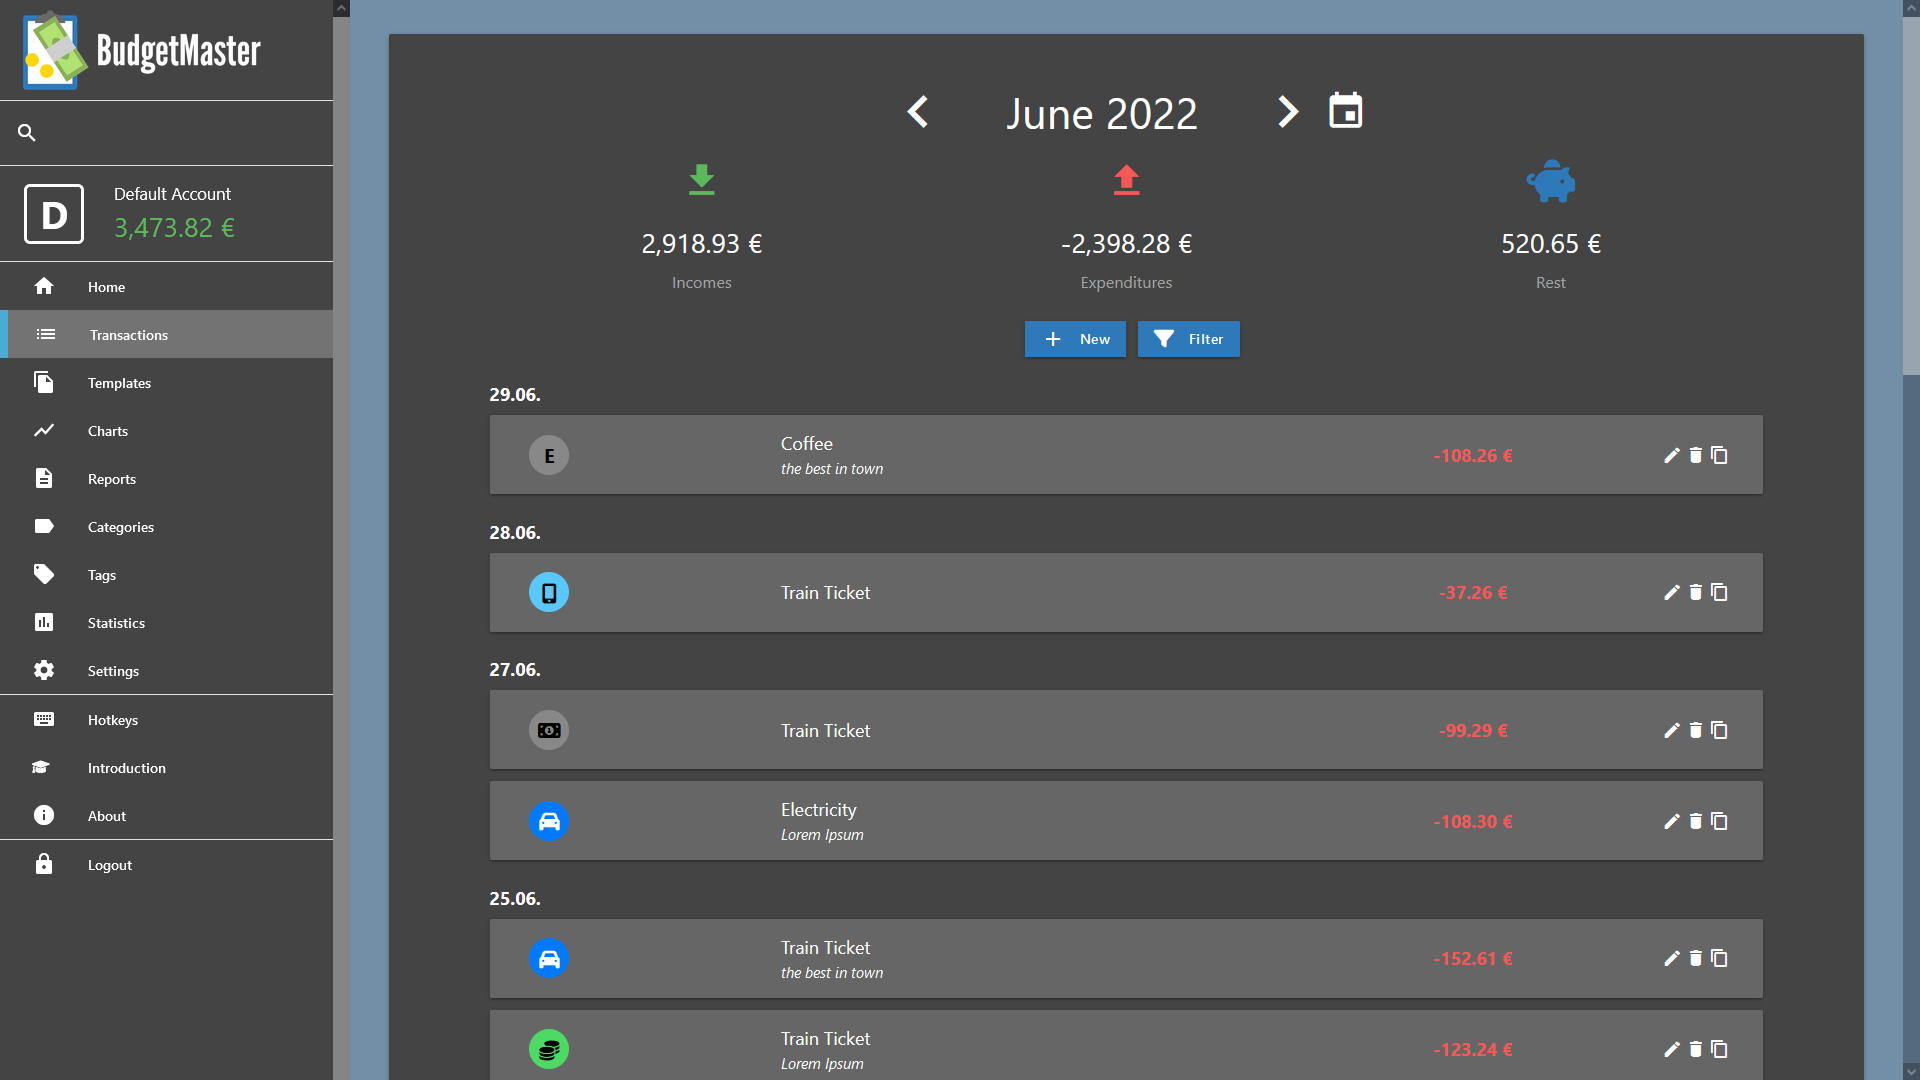 BudgetMaster
D
Default Account
3,473.82 €
Home
Transactions
Templates
Charts
Reports
Categories
Tags
Statistics
Settings
Hotkeys
Introduction
About
Logout
June 2022
2,918.93 €
Incomes
-2,398.28 €
Expenditures
520.65 €
Rest
New
Filter
29.06.
E
Coffee
the best in town
-108.26 €
28.06.
Train Ticket
-37.26 €
27.06.
Train Ticket
-99.29 €
Electricity
Lorem Ipsum
-108.30 €
25.06.
Train Ticket
the best in town
-152.61 €
Train Ticket
Lorem Ipsum
-123.24 €